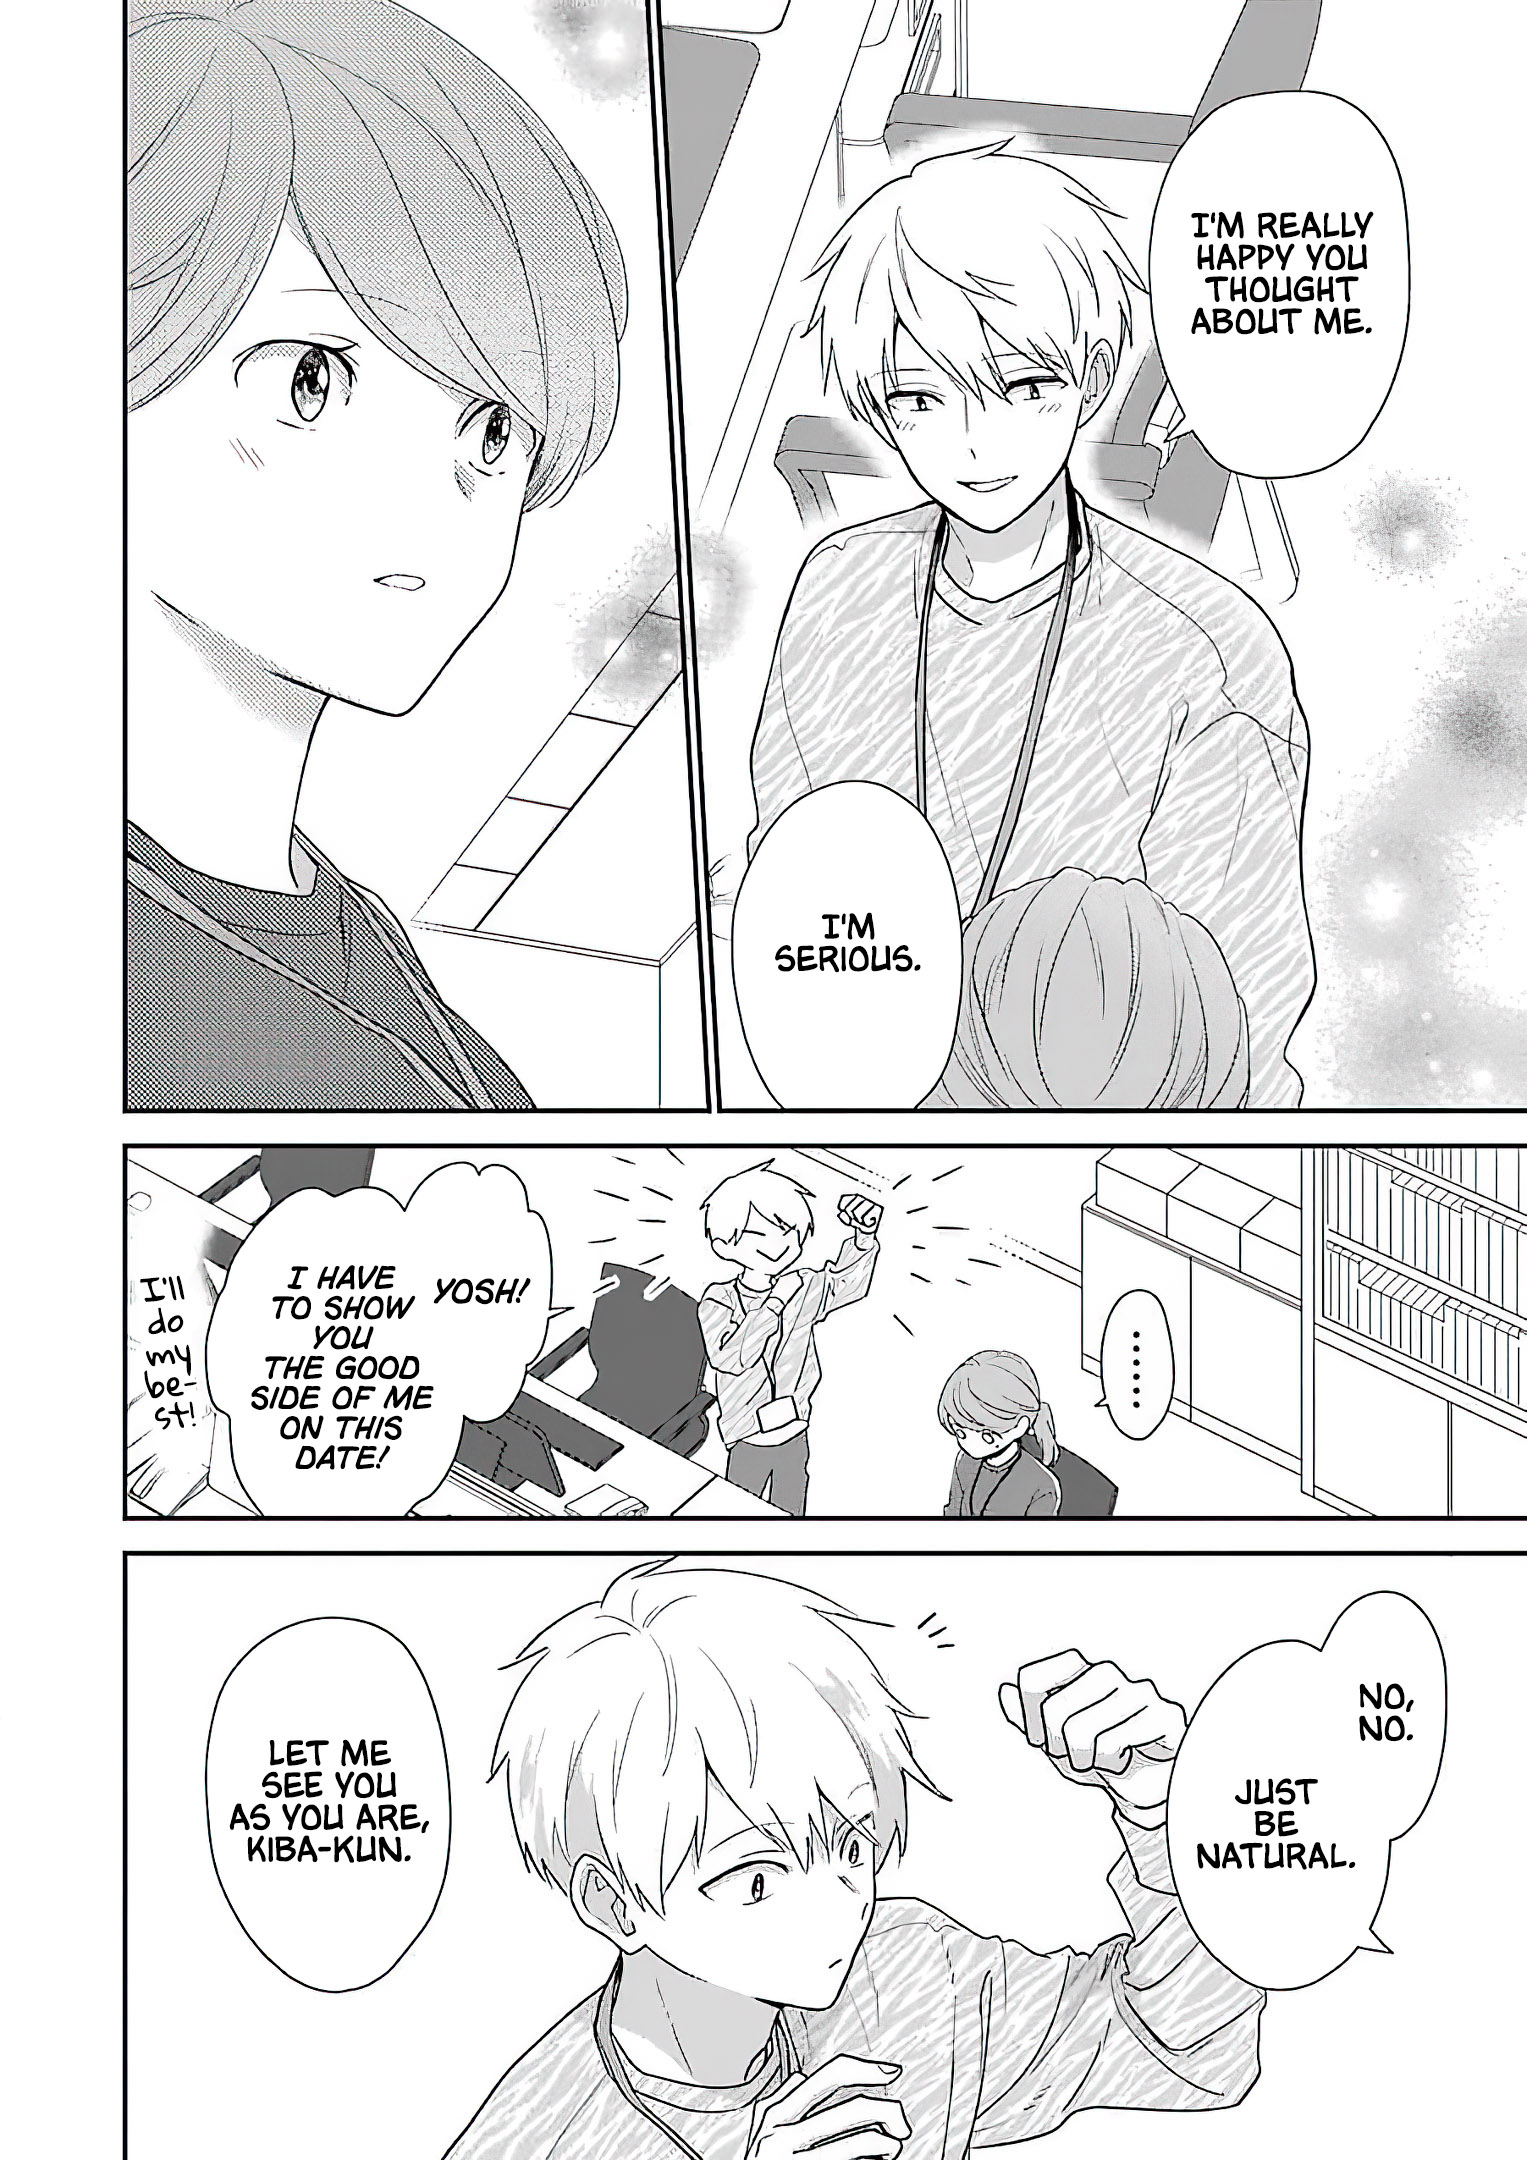 I'M REALLY
HAPPY YOU
THOUGHT
ABOUT ME.
I'M
SERIOUS.
......
YOSH!
I HAVE
TO SHOW
YOU
THE GOOD
SIDE OF ME
ON THIS
DATE!
I'll
do
my
be-
st!
NO,
NO.
JUST
BE
NATURAL.
LET ME
SEE YOU
AS YOU ARE,
KIBA-KUN.